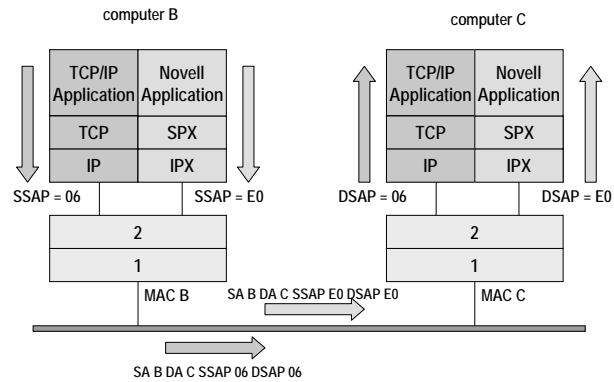 computer B
computer C
TCP/IP
Application
Novell
Application
TCP
SPX
IP
IPX
SSAP = 06
SSAP = E0
2
1
MAC B
TCP/IP
Application
Novell
Application
TCP
SPX
IP
IPX
DSAP = 06
DSAP = E0
2
1
MAC C
SA B DA C SSAP E0 DSAP E0
SA B DA C SSAP 06 DSAP 06